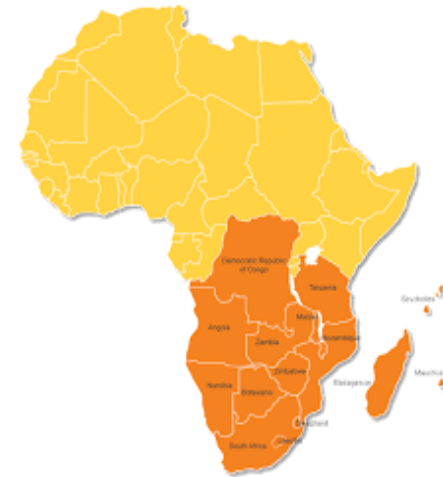 Democratic Republic
of Congo
Tanzania
Seychelles
Angola
Malawi
Zambia
Mozambique
Zimbabwe
Namibia
Botswana
Madagascar
Mauritius
Swaziland
South Africa
Lesotho